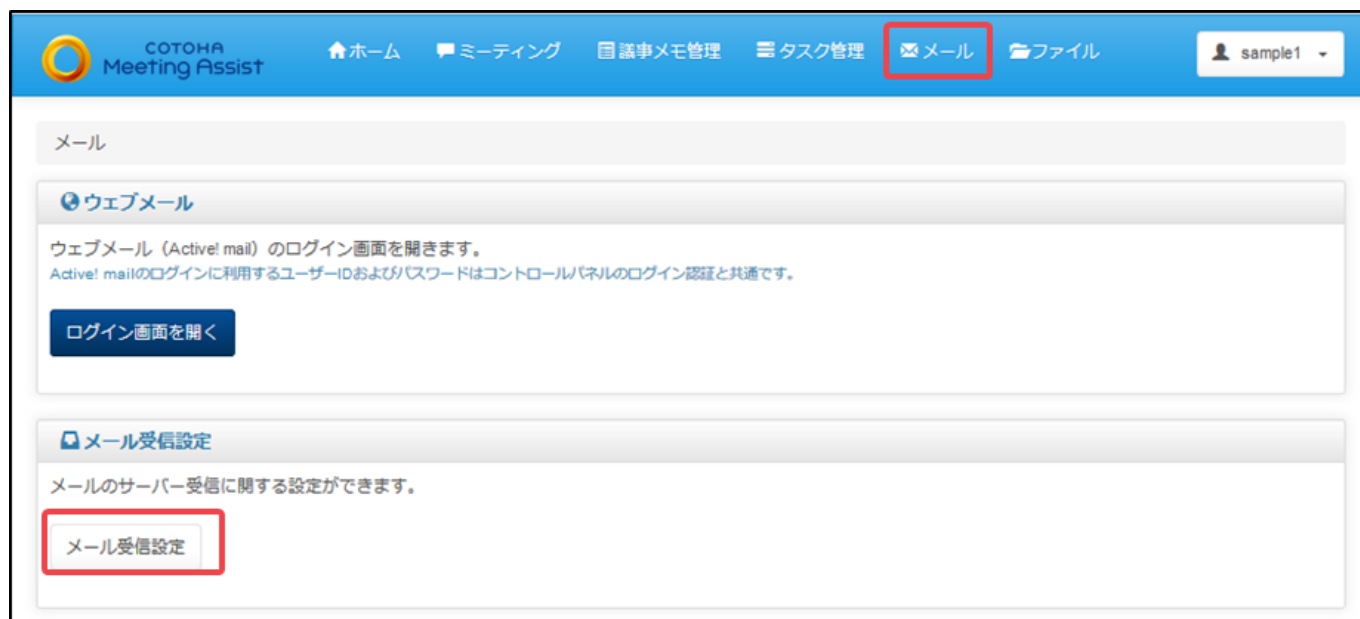 COTOHA
Meeting Assist
ホーム ミーティング 議事メモ管理 タスク管理 メール ファイル sample1
メール
ウェブメール
ウェブメール（Active! mail）のログイン画面を開きます。
Active! mailのログインに利用するユーザーIDおよびパスワードはコントロールパネルのログイン認証と共通です。
ログイン画面を開く
メール受信設定
メールのサーバー受信に関する設定ができます。
メール受信設定